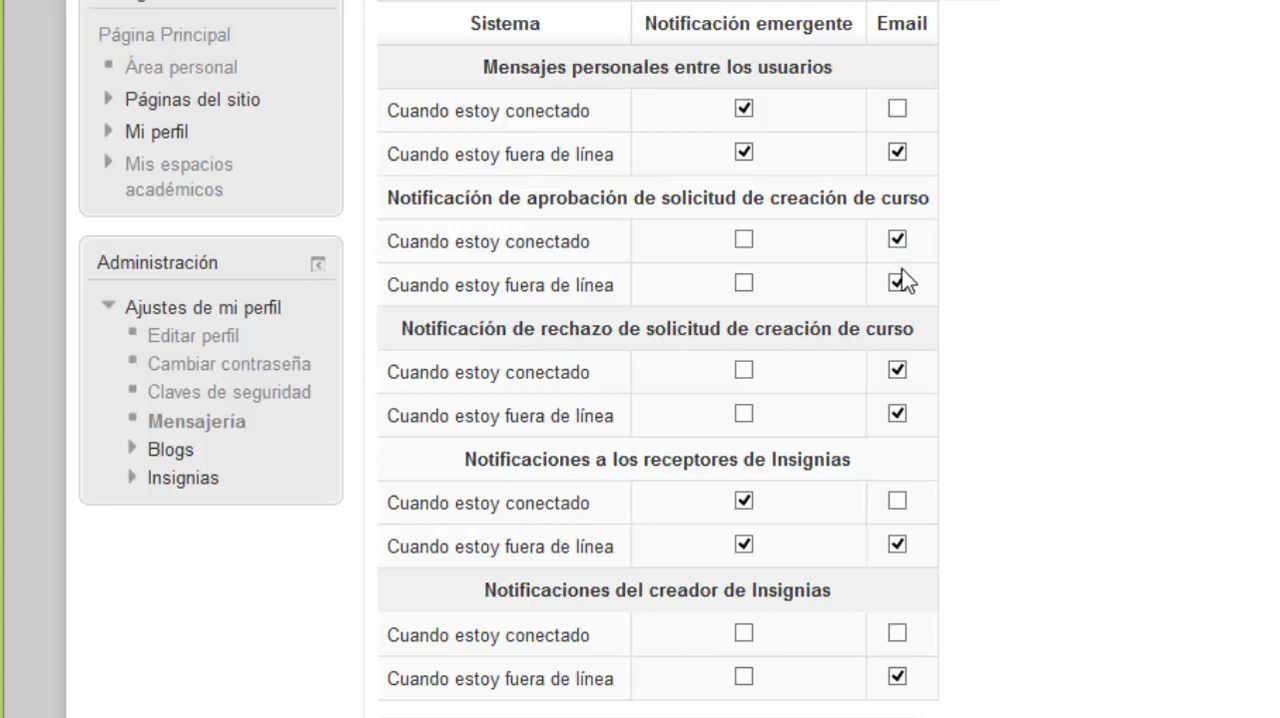 Página Principal
Área personal
Páginas del sitio
Mi perfil
Mis espacios
académicos
Administración
Ajustes de mi perfil
Editar perfil
Cambiar contraseña
Claves de seguridad
Mensajería
Blogs
Insignias
Sistema Notificación emergente Email
Mensajes personales entre los usuarios
Cuando estoy conectado
Cuando estoy fuera de línea
Notificacíón de aprobación de solicitud de creación de curso
Cuando estoy conectado
Cuando estoy fuera de línea
Notificacíón de rechazo de solicitud de creación de curso
Cuando estoy conectado
Cuando estoy fuera de línea
Notificaciones a los receptores de Insignias
Cuando estoy conectado
Cuando estoy fuera de línea
Notificaciones del creador de Insignias
Cuando estoy conectado
Cuando estoy fuera de línea